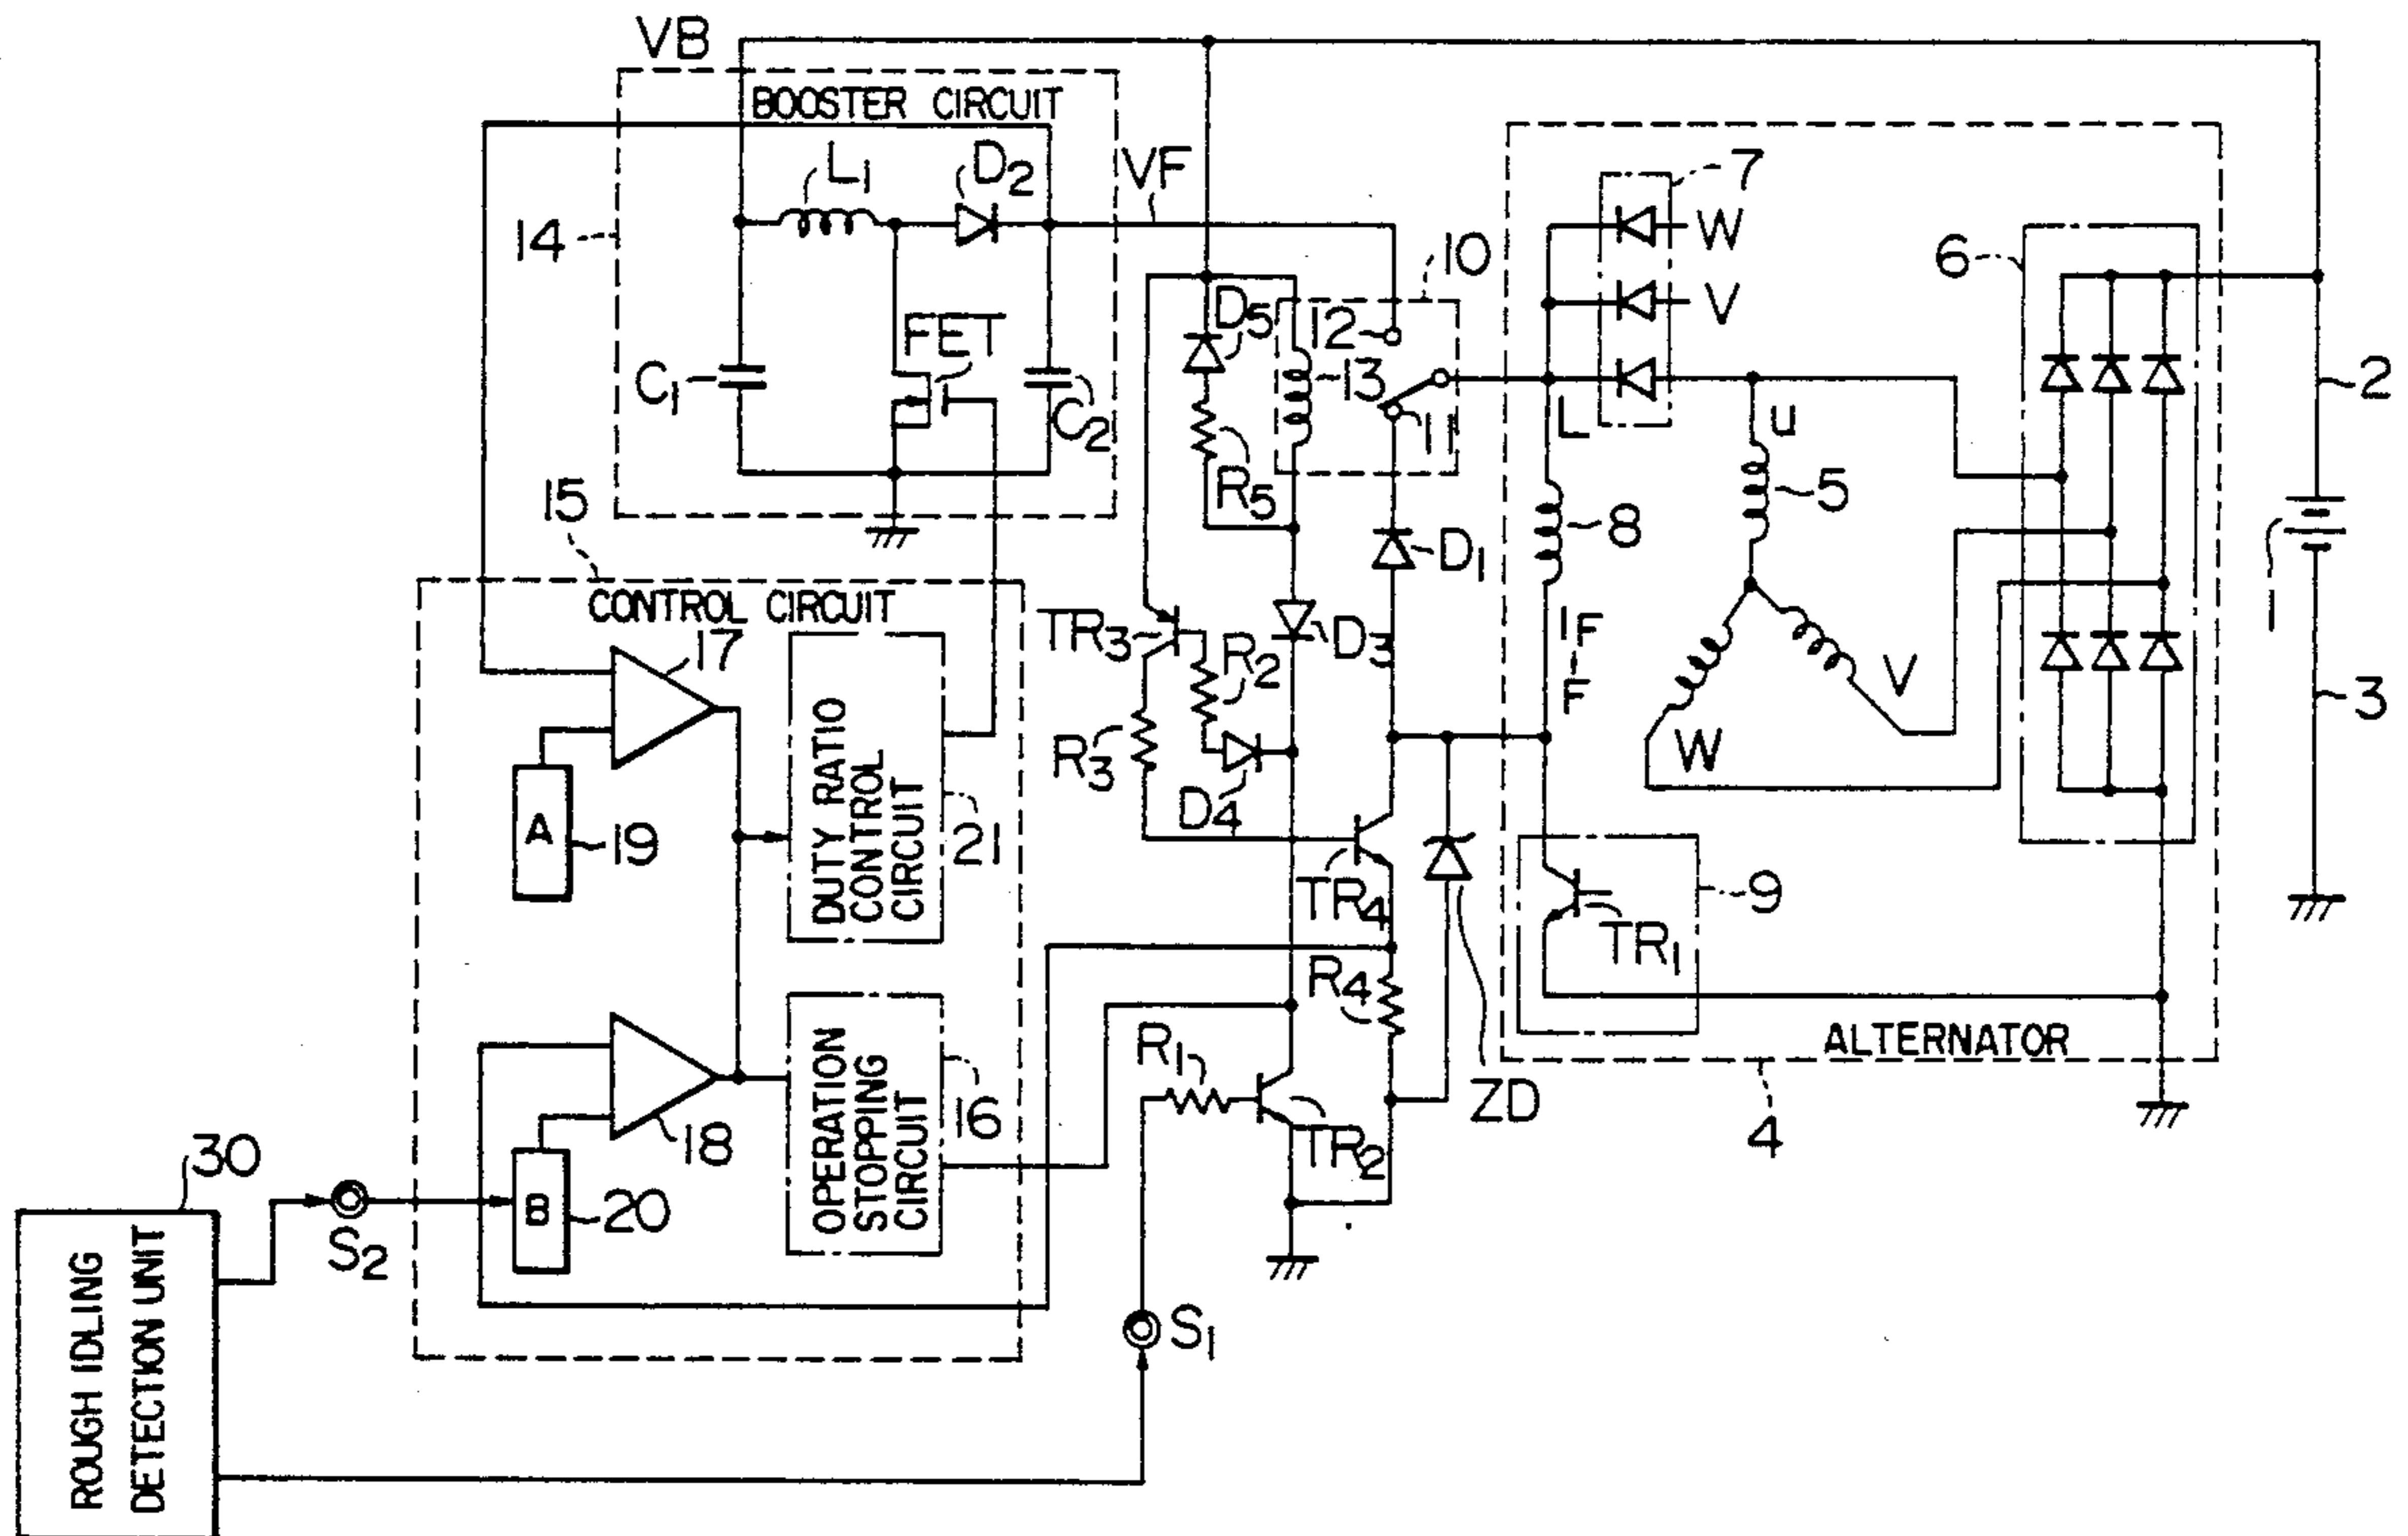 VB
BOOSTER CIRCUIT
L1
D2
VF
7
W
14
10
6
V
D5
12
FET
13
C1
C2
11
L
u
2
R5
5
15
8
D1
1
CONTROL CIRCUIT
17
TR3
R2
D3
IF
F
V
3
R3
W
D4
DUTY RATIO
CONTROL
CIRCUIT
A
19
21
TR4
9
TR1
R4
ALTERNATOR
R1
OPERATION
STOPPING
CIRCUIT
16
ZD
18
TR2
4
30
B
20
S2
S1
ROUGH IDLING
DETECTION UNIT